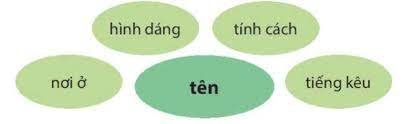 hình dáng
tính cách
nơi ở
tên
tiếng kêu